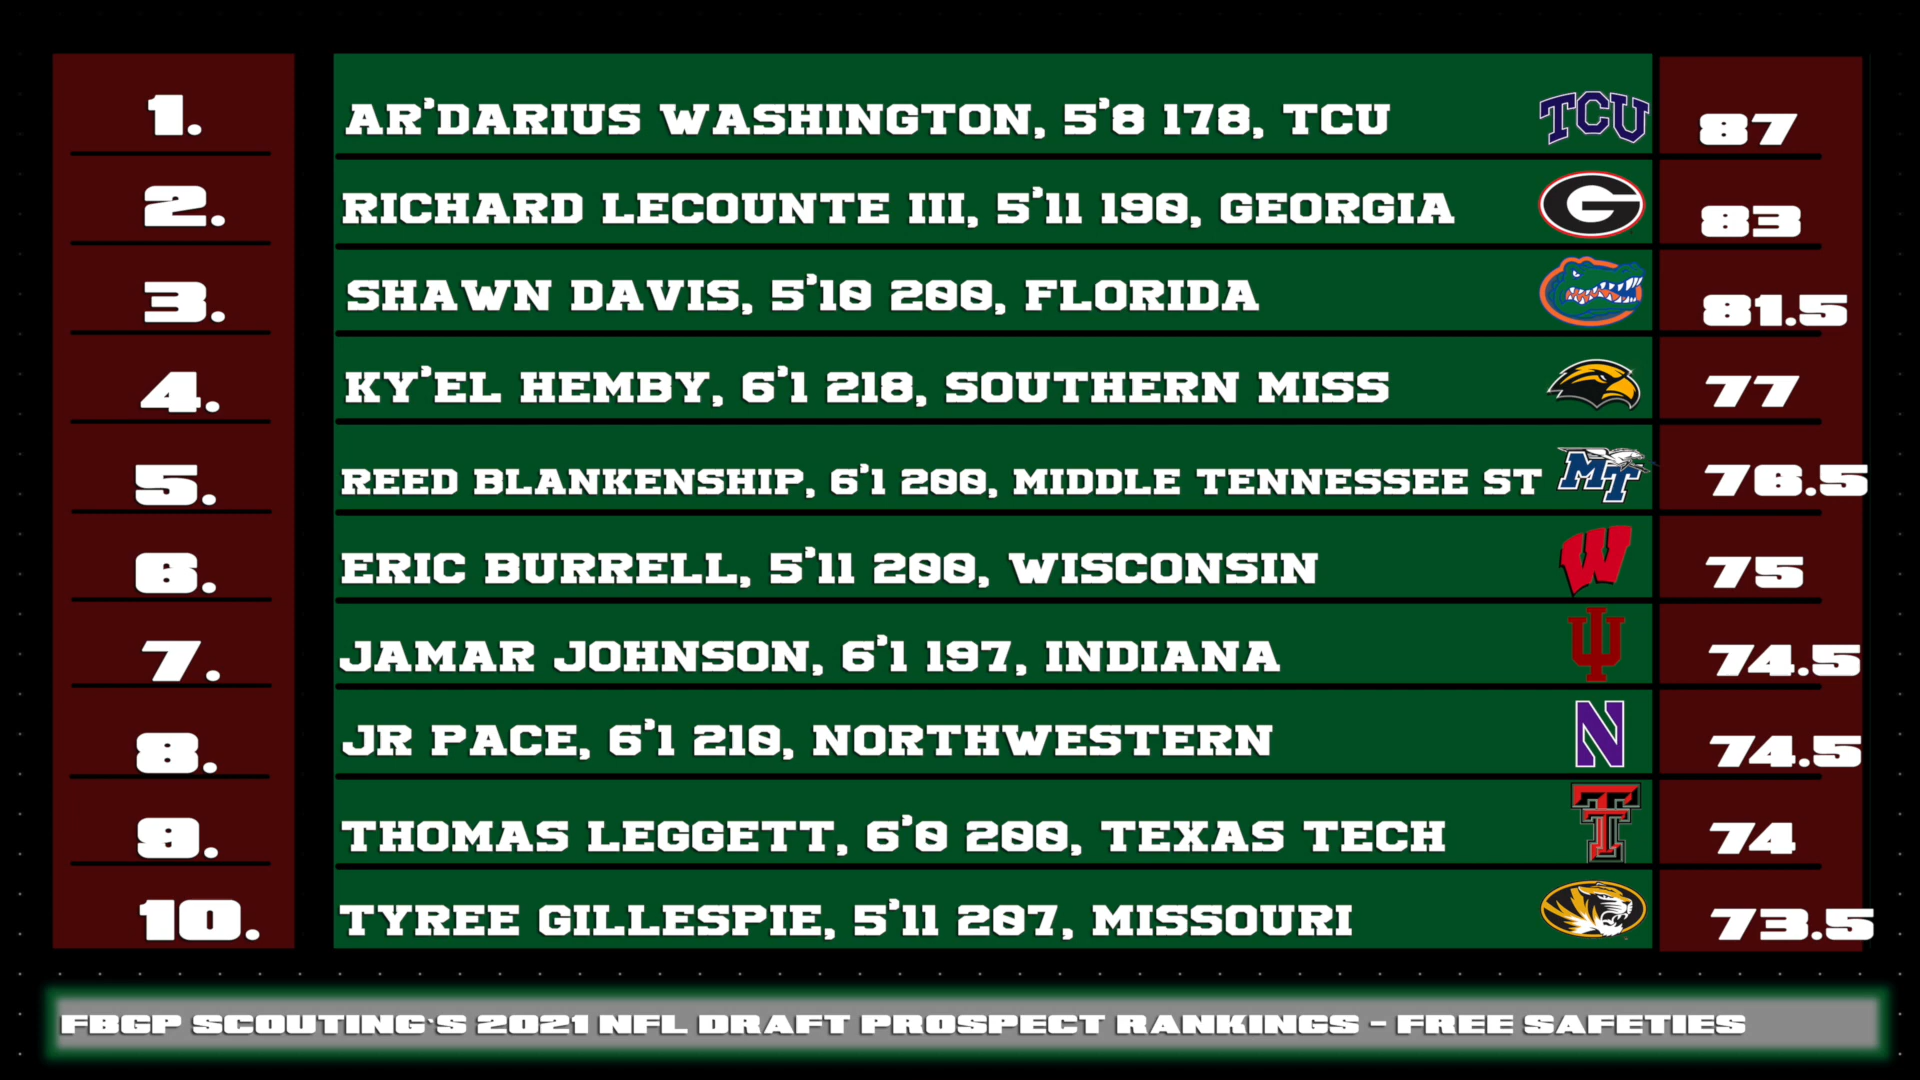 1. AR'DARIUS WASHINGTON, 5'8 178, TCU TCU 87
2. RICHARD LECOUNTE III, 5'11 190, GEORGIA G 83
3. SHAWN DAVIS, 5'10 200, FLORIDA 81.5
4. KY'EL HEMBY, 6'1 218, SOUTHERN MISS 77
5. REED BLANKENSHIP, 6'1 200, MIDDLE TENNESSEE ST MT 76.5
6. ERIC BURRELL, 5'11 200, WISCONSIN W 75
7. JAMAR JOHNSON, 6'1 197, INDIANA IU 74.5
8. JR PACE, 6'1 210, NORTHWESTERN N 74.5
9. THOMAS LEGGETT, 6'0 200, TEXAS TECH TT 74
10. TYREE GILLESPIE, 5'11 207, MISSOURI 73.5
FBGP SCOUTING'S 2021 NFL DRAFT PROSPECT RANKINGS - FREE SAFETIES